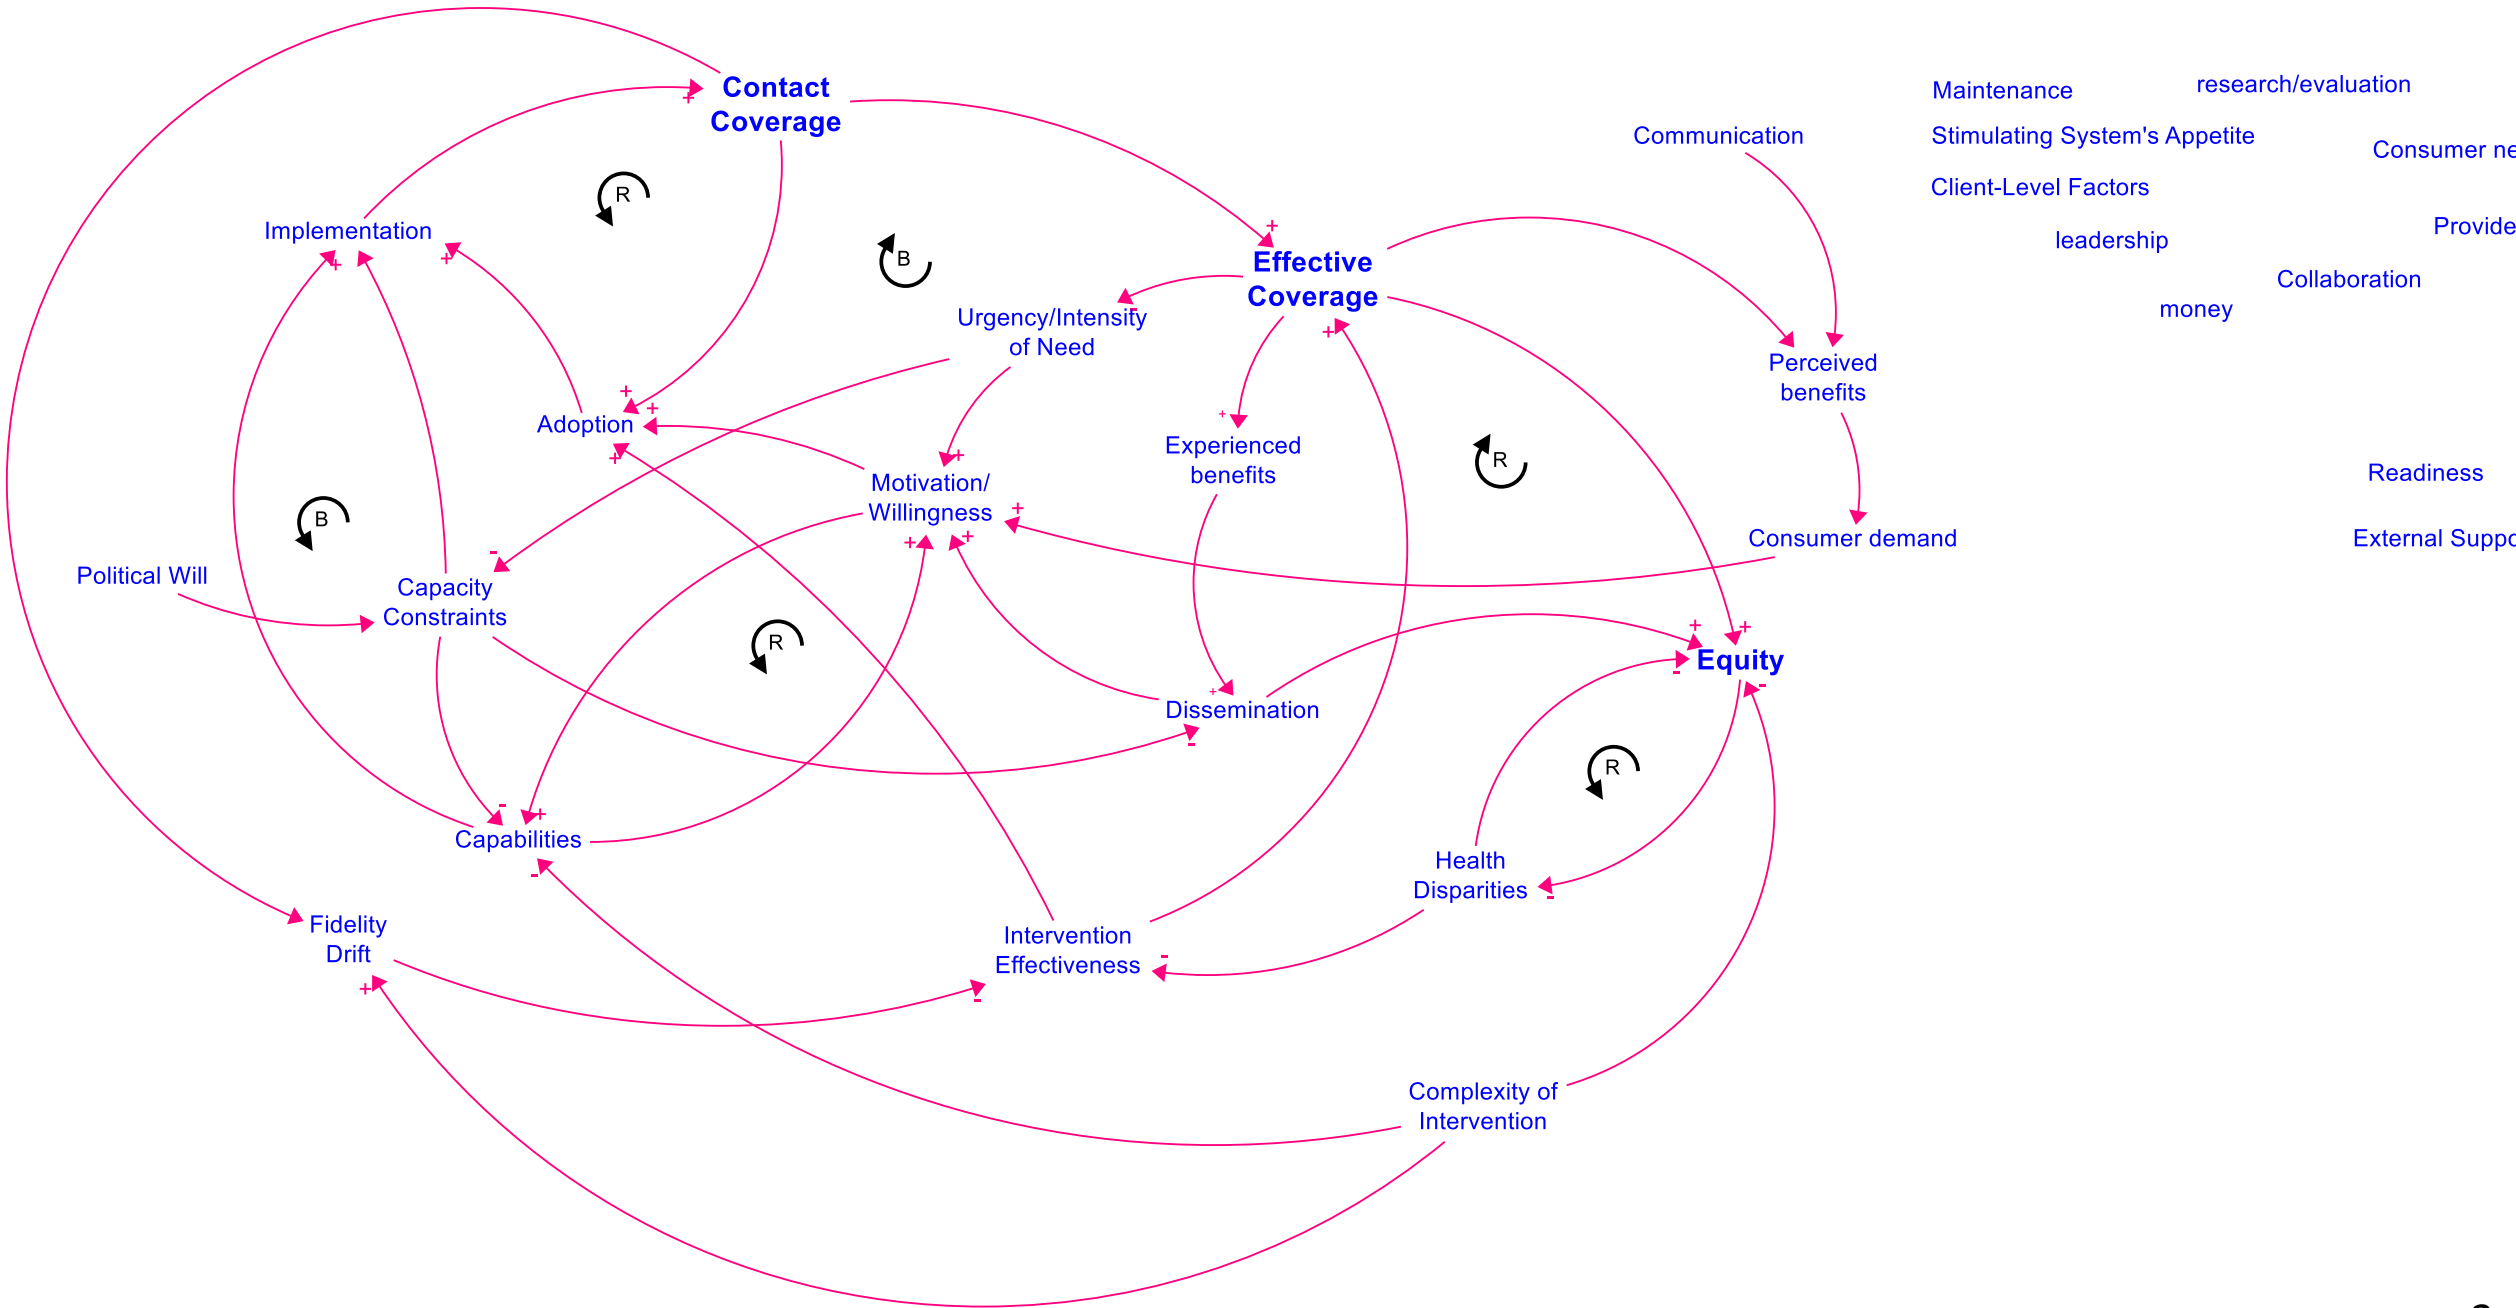 Contact
Coverage
Maintenance
research/evaluation
Communication
Stimulating System's Appetite
Consumer
Client-Level Factors
R
Implementation
leadership
B
Effective
Coverage
Collaboration
money
Urgency/Intensity
of Need
Perceived
benefits
Adoption
Experienced
benefits
R
Readiness
Motivation/
Willingness
B
Consumer demand
External
Political Will
Capacity
Constraints
R
Equity
Dissemination
R
Capabilities
Health
Disparities
Fidelity
Drift
Intervention
Effectiveness
Complexity of
Intervention